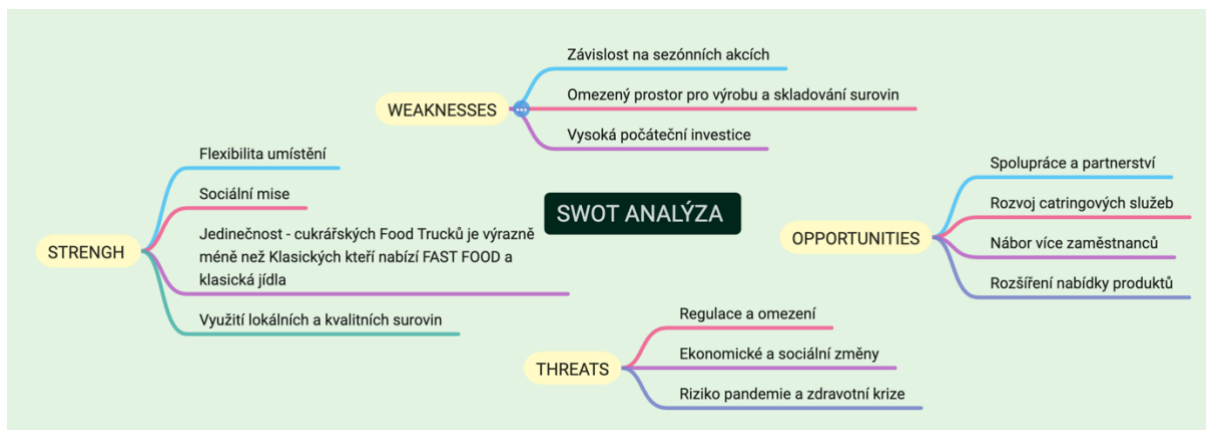 WEAKNESSES
Závislost na sezónních akcích
Omezený prostor pro výrobu a skladování surovin
Vysoká počáteční investice
STRENGH
Flexibilita umístění
Sociální mise
Jedinečnost - cukrářských Food Trucků je výrazně
méně než Klasických kteří nabízí FAST FOOD a
klasická jídla
Využití lokálních a kvalitních surovin
SWOT ANALÝZA
OPPORTUNITIES
Spolupráce a partnerství
Rozvoj catringových služeb
Nábor více zaměstnanců
Rozšíření nabídky produktů
THREATS
Regulace a omezení
Ekonomické a sociální změny
Riziko pandemie a zdravotní krize